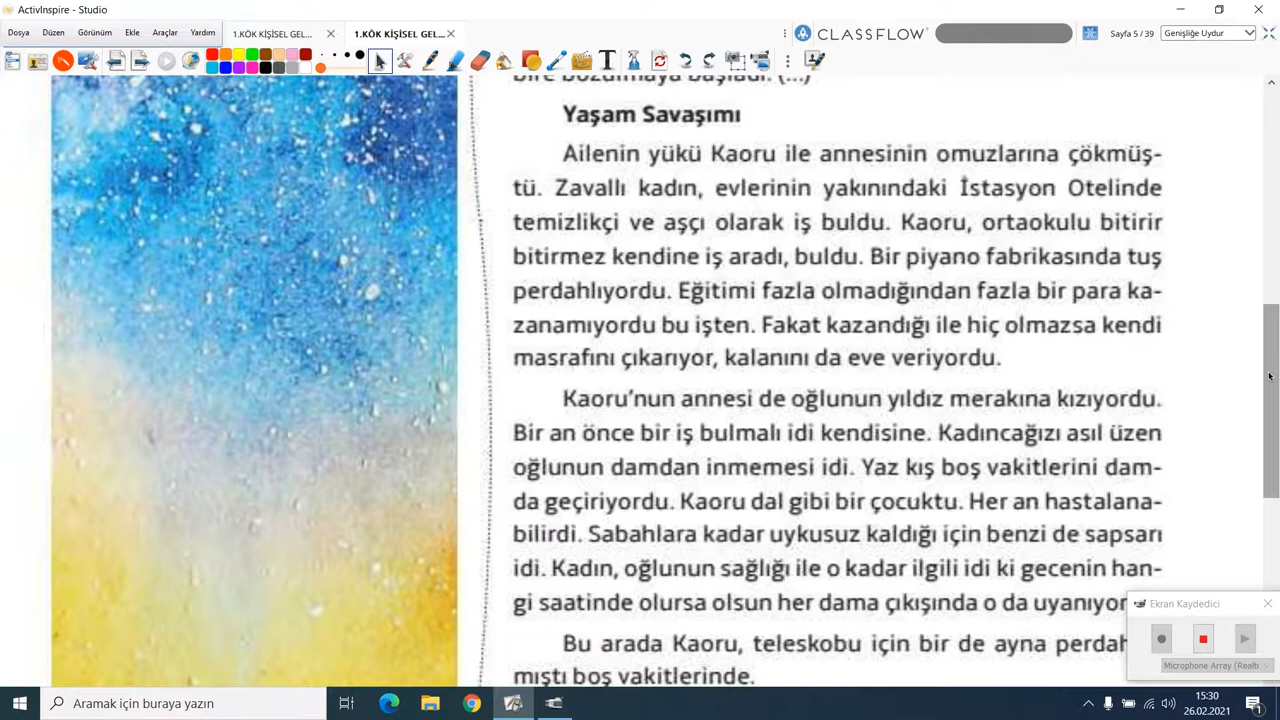 ActivInspire - Studio
Dosya Düzen Görünüm Ekle Araçlar Yardım
1.KÖK KİŞİSEL GEL...
1.KÖK KİŞİSEL GEL...
CLASSFLOW
Sayfa 5 / 39
Genişliğe Uydur
bire bozulmaya başladı. (...)
Yaşam Savaşımı
Ailenin yükü Kaoru ile annesinin omuzlarına çökmüş-
tü. Zavallı kadın, evlerinin yakınındaki İstasyon Otelinde
temizlikçi ve aşçı olarak iş buldu. Kaoru, ortaokulu bitirir
bitirmez kendine iş aradı, buldu. Bir piyano fabrikasında tuş
perdahlıyordu. Eğitimi fazla olmadığından fazla bir para ka-
zanamıyordu bu işten. Fakat kazandığı ile hiç olmazsa kendi
masrafını çıkarıyor, kalanını da eve veriyordu.
Kaoru’nun annesi de oğlunun yıldız merakına kızıyordu.
Bir an önce bir iş bulmalı idi kendisine. Kadıncağızı asıl üzen
oğlunun damdan inmemesi idi. Yaz kış boş vakitlerini dam-
da geçiriyordu. Kaoru dal gibi bir çocuktu. Her an hastalana-
bilirdi. Sabahlara kadar uykusuz kaldığı için benzi de sapsarı
idi. Kadın, oğlunun sağlığı ile o kadar ilgili idi ki gecenin han-
gi saatinde olursa olsun her dama çıkışında o da uyanıyor
Bu arada Kaoru, teleskobu için bir de ayna perdah
mıştı boş vakitlerinde.
Ekran Kaydedici
Microphone Array (Realte
Aramak için buraya yazın
15:30
26.02.2021
1